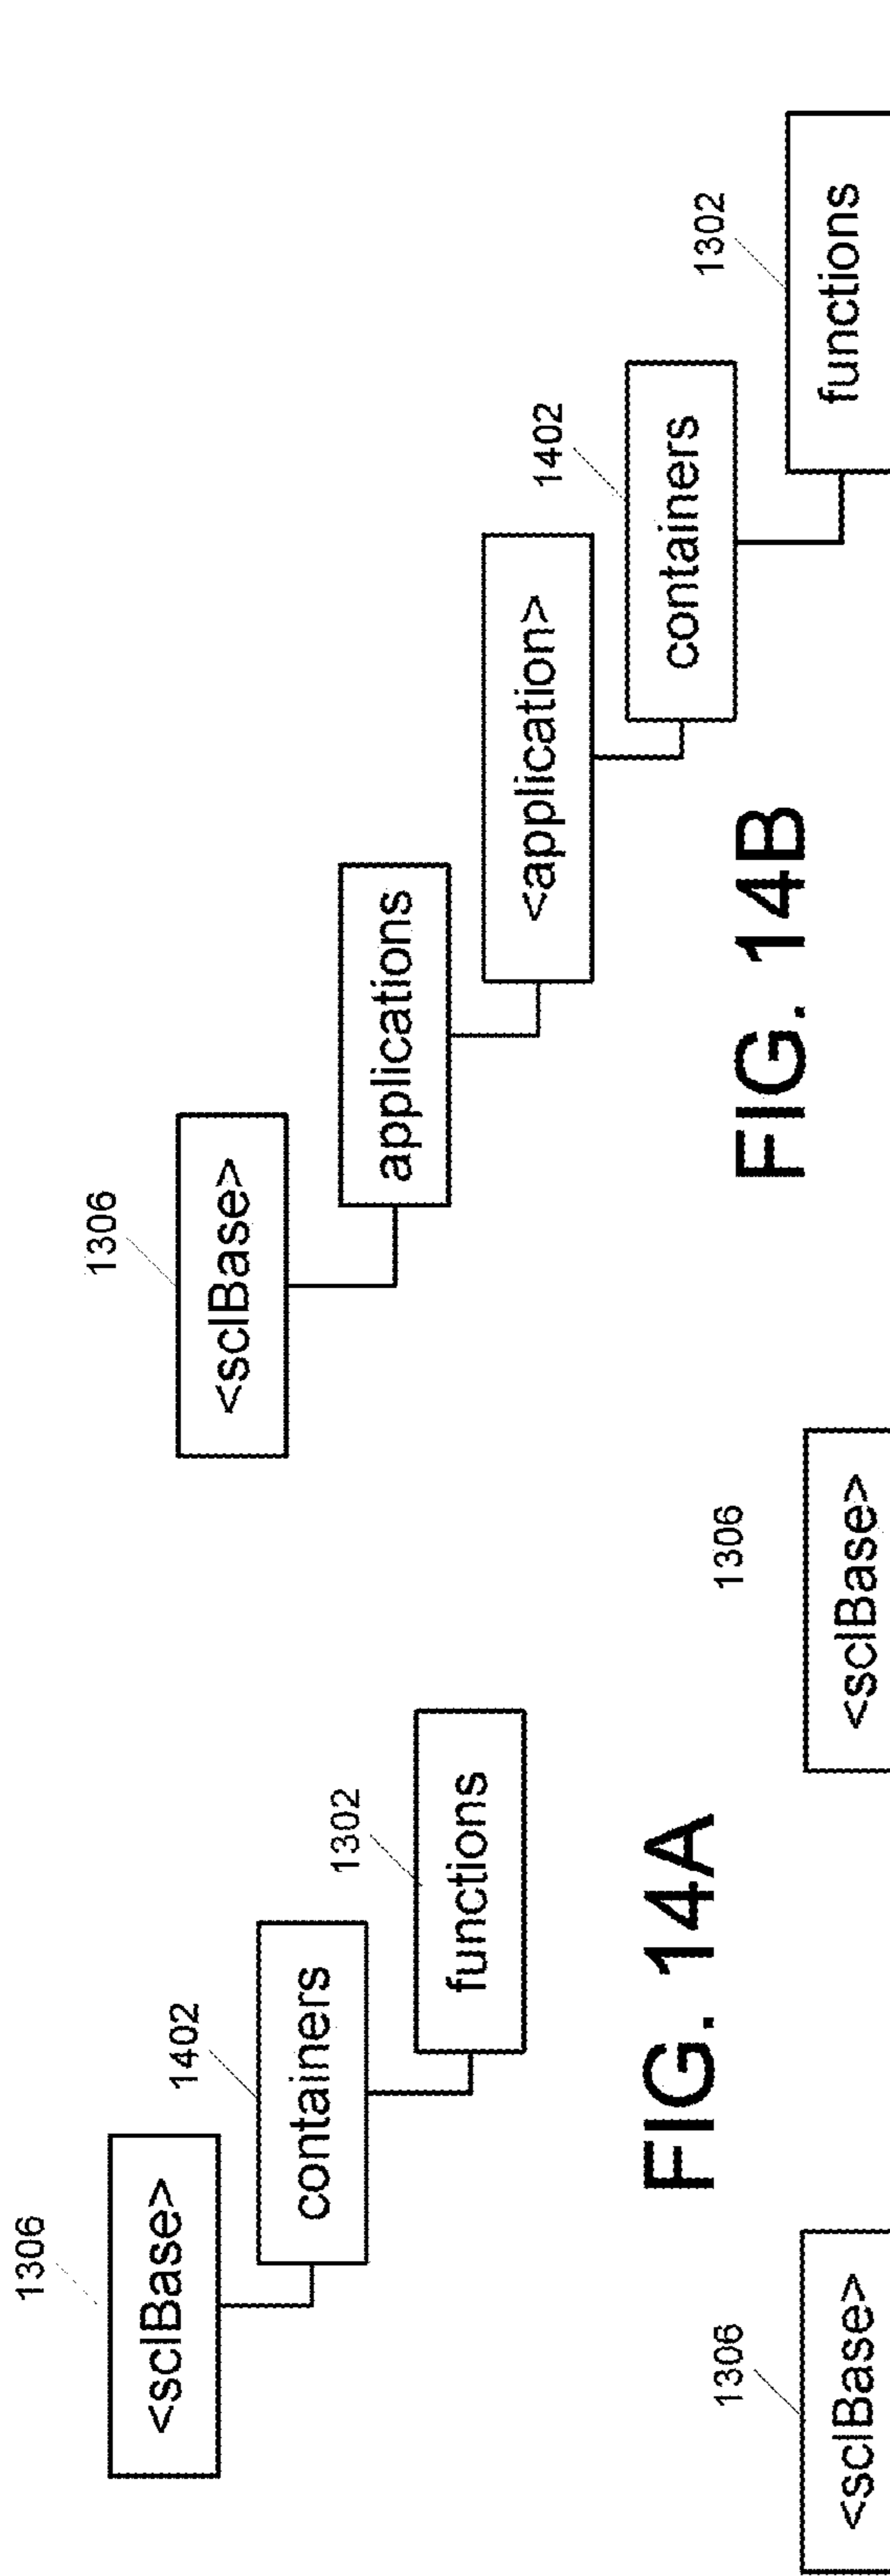 1306
<sclBase>
1402
containers
1302
functions
FIG. 14A
1306
<sclBase>
applications
<application>
1402
containers
1302
functions
FIG. 14B
1306
<sclBase>
1306
<sclBase>